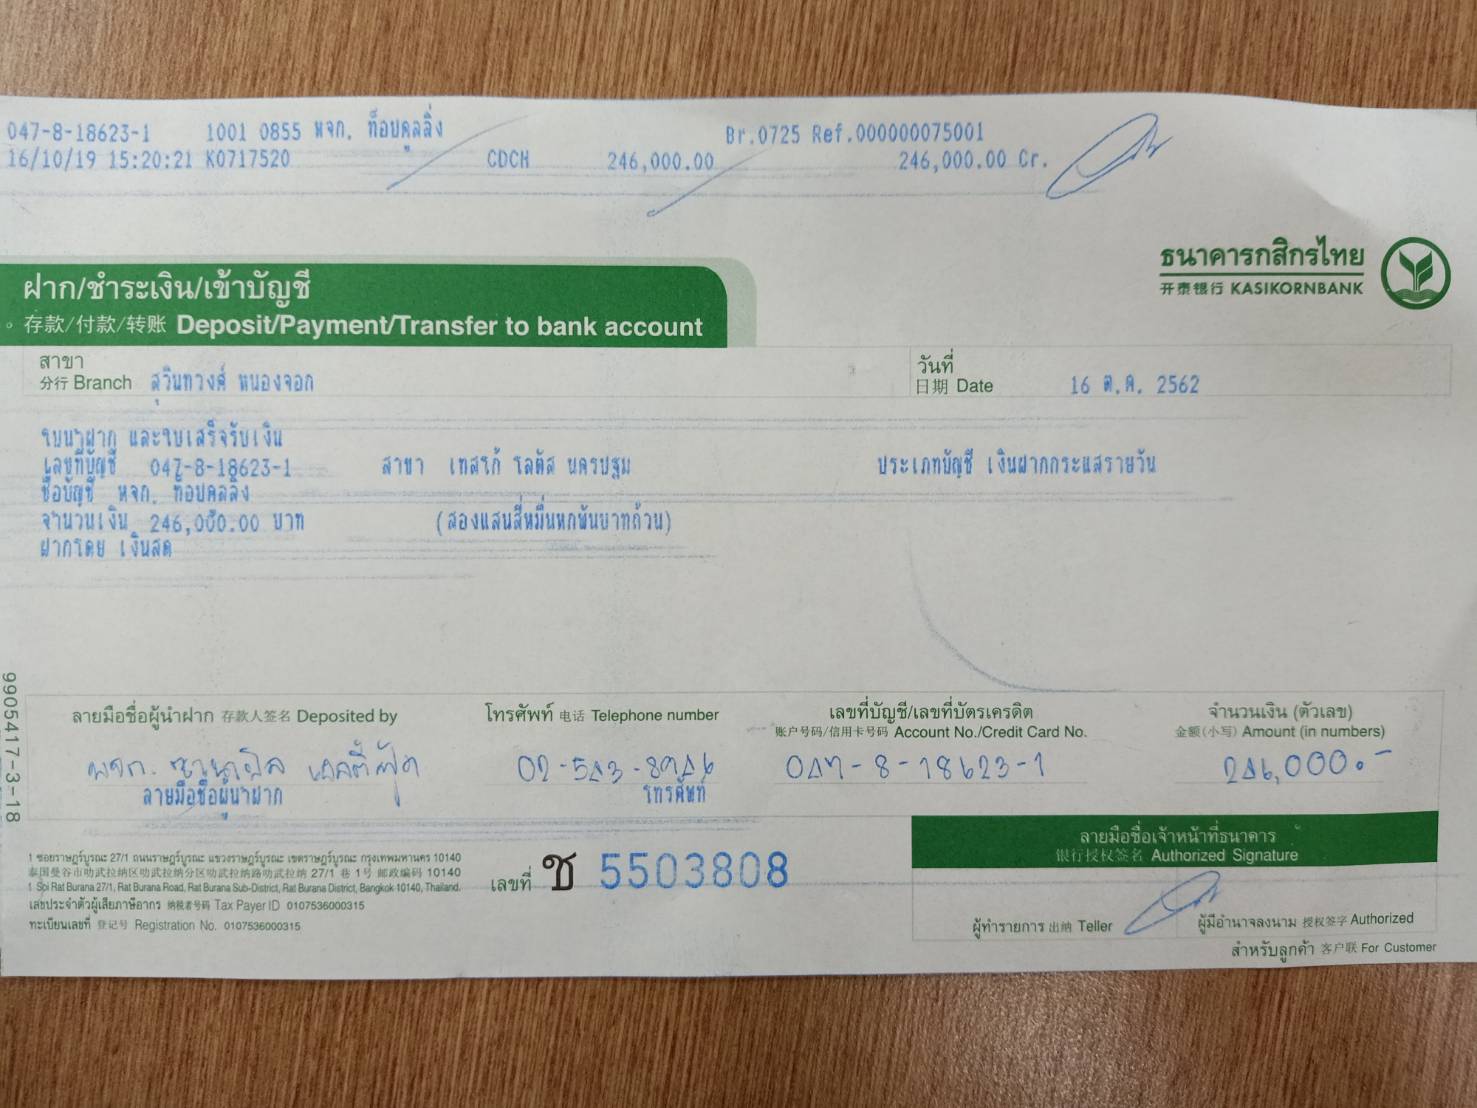 047-8-18623-1 1001 0855 หจก. ท็อปคูลลิ่ง Br.0725 Ref.000000075001
16/10/19 15:20:21 K0717520 CDCH 246,000.00 246,000.00 Cr.
ธนาคารกสิกรไทย
开泰银行 KASIKORNBANK
ฝาก/ชำระเงิน/เข้าบัญชี
存款/付款/转账 Deposit/Payment/Transfer to bank account
สาขา
分行 Branch สุวินทวงศ์ หนองจอก
วันที่
日期 Date 16 ต.ค. 2562
ใบนำฝาก และใบเสร็จรับเงิน
เลขที่บัญชี 047-8-18623-1 สาขา เทสโก้ โลตัส นครปฐม ประเภทบัญชี เงินฝากกระแสรายวัน
ชื่อบัญชี หจก. ท็อปคูลลิ่ง
จำนวนเงิน 246,000.00 บาท (สองแสนสี่หมื่นหกพันบาทถ้วน)
ฝากโดย เงินสด
9905417-3-18
ลายมือชื่อผู้นำฝาก 存款人签名 Deposited by
โทรศัพท์ 电话 Telephone number
เลขที่บัญชี/เลขที่บัตรเครดิต
账户号码/信用卡号码 Account No./Credit Card No.
จำนวนเงิน (ตัวเลข)
金额(小写) Amount (in numbers)
หจก. 047-8-18623-1 246,000.-
ลายมือชื่อผู้นำฝาก โทรศัพท์
1 ซอยราษฎร์บูรณะ 27/1 ถนนราษฎร์บูรณะ แขวงราษฎร์บูรณะ เขตราษฎร์บูรณะ กรุงเทพมหานคร 10140
泰国曼谷市叻武拉纳区叻武拉纳分区叻武拉纳路叻武拉纳 27/1 巷 1号 邮政编码 10140
1 Soi Rat Burana 27/1, Rat Burana Road, Rat Burana Sub-District, Rat Burana District, Bangkok 10140, Thailand.
เลขประจำตัวผู้เสียภาษีอากร 纳税者号码 Tax Payer ID 0107536000315
ทะเบียนเลขที่ 登记号 Registration No. 0107536000315
เลขที่ ช 5503808
ลายมือชื่อเจ้าหน้าที่ธนาคาร
银行授权签名 Authorized Signature
ผู้ทำรายการ 出纳 Teller
ผู้มีอำนาจลงนาม 授权签字 Authorized
สำหรับลูกค้า 客户联 For Customer